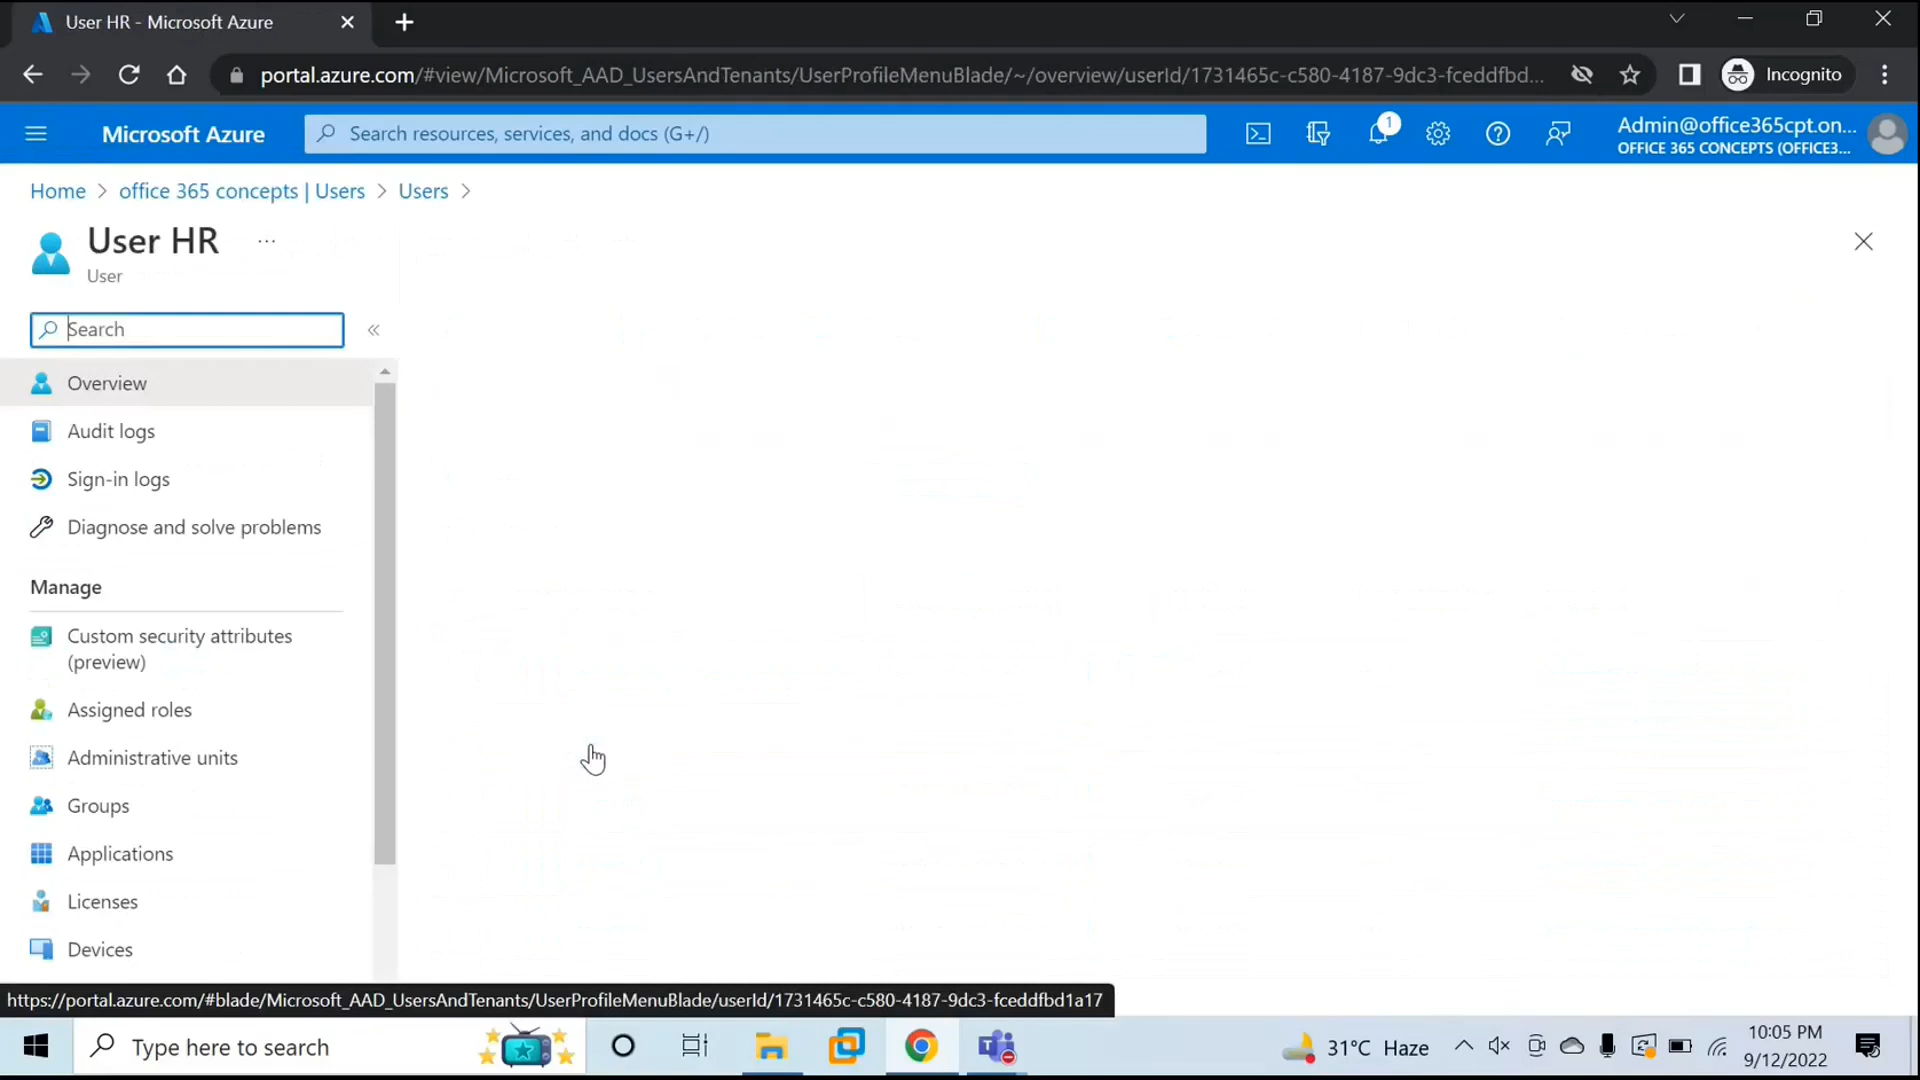 User HR - Microsoft Azure
portal.azure.com/#view/Microsoft_AAD_UsersAndTenants/UserProfileMenuBlade/~/overview/userId/1731465c-c580-4187-9dc3-fceddfbd...
Incognito
Microsoft Azure
Search resources, services, and docs (G+/)
1
Admin@office365cpt.on...
OFFICE 365 CONCEPTS (OFFICE3...
Home > office 365 concepts | Users > Users >
User HR ...
User
Search
Overview
Audit logs
Sign-in logs
Diagnose and solve problems
Manage
Custom security attributes
(preview)
Assigned roles
Administrative units
Groups
Applications
Licenses
Devices
https://portal.azure.com/#blade/Microsoft_AAD_UsersAndTenants/UserProfileMenuBlade/userId/1731465c-c580-4187-9dc3-fceddfbd1a17
Type here to search
31°C Haze
10:05 PM
9/12/2022